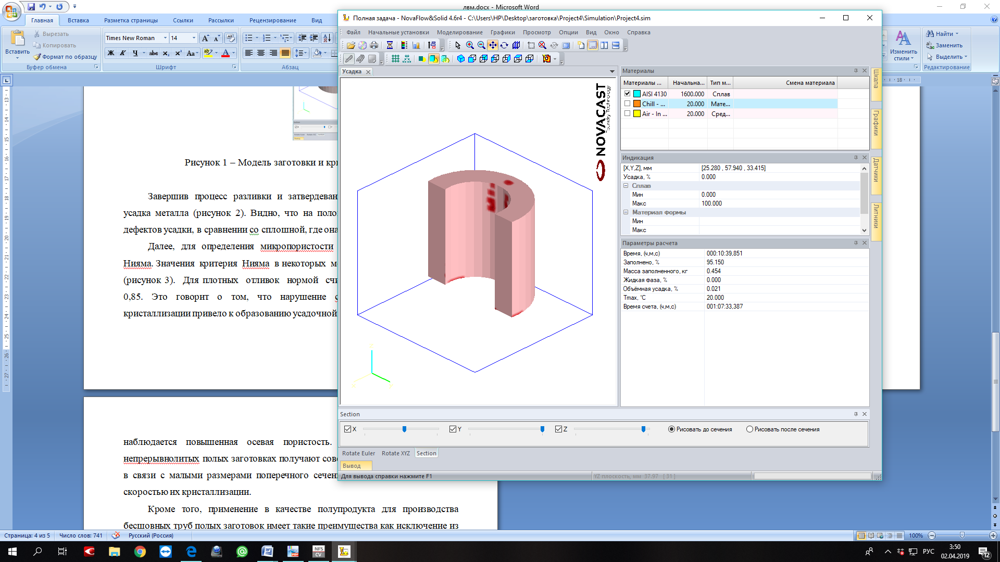 лвм.docx - Microsoft Word
Главная
Вставка
Разметка страницы
Ссылки
Рассылки
Рецензирование
Вид
Вставить
Вырезать
Копировать
Формат по образцу
Буфер обмена
Times New Roman
14
Шрифт
Абзац
Изменить стили
Найти
Заменить
Выделить
Редактирование
Рисунок 1 – Модель заготовки и кри
Завершив процесс разливки и затвердеван
усадка металла (рисунок 2). Видно, что на поло
дефектов усадки, в сравнении со сплошной, где она
Далее, для определения микропористости
Нияма. Значения критерия Нияма в некоторых м
(рисунок 3). Для плотных отливок нормой счи
0,85. Это говорит о том, что нарушение
кристаллизации привело к образованию усадочной
наблюдается повышенная осевая пористость.
непрерывнолитых полых заготовках получают сове
в связи с малыми размерами поперечного сечен
скоростью их кристаллизации.
Кроме того, применение в качестве полупродукта для производства
бесшовных труб полых заготовок имеет такие преимущества как исключение из
Страница: 4 из 5
Число слов: 741
Русский (Россия)
100%
Полная задача - NovaFlow&Solid 4.6r4 - C:\Users\HP\Desktop\заготовка\Project4\Simulation\Project4.sim
Файл
Начальные установки
Моделирование
Графики
Просмотр
Опции
Вид
Окно
Справка
Усадка
NOVACAST
Foundry Technology
Материалы
Материалы ... Начальна... Тип м... Смена материала
AISI 4130 1600.000 Сплав
Chill - ... 20.000 Мате...
Air - In ... 20.000 Сред...
Шкала
Графики
Датчики
Литники
Индикация
[X,Y,Z], мм [25.280 , 57.940 , 33.415]
Усадка, % 0.000
Сплав
Мин 0.000
Макс 100.000
Материал формы
Мин
Макс
Параметры расчета
Время, (ч,м,с) 000:10:39,851
Заполнено, % 95.150
Масса заполненного, кг 0.454
Жидкая фаза, % 0.000
Объёмная усадка, % 0.021
Tmax, °C 20.000
Время счета, (ч,м,с) 001:07:33,387
Section
X
Y
Z
Рисовать до сечения
Рисовать после сечения
Rotate Euler
Rotate XYZ
Section
Вывод
Для вывода справки нажмите F1
YZ плоскость, мм 37.97 [31]
NFS
CV
РУС
3:50
02.04.2019
12